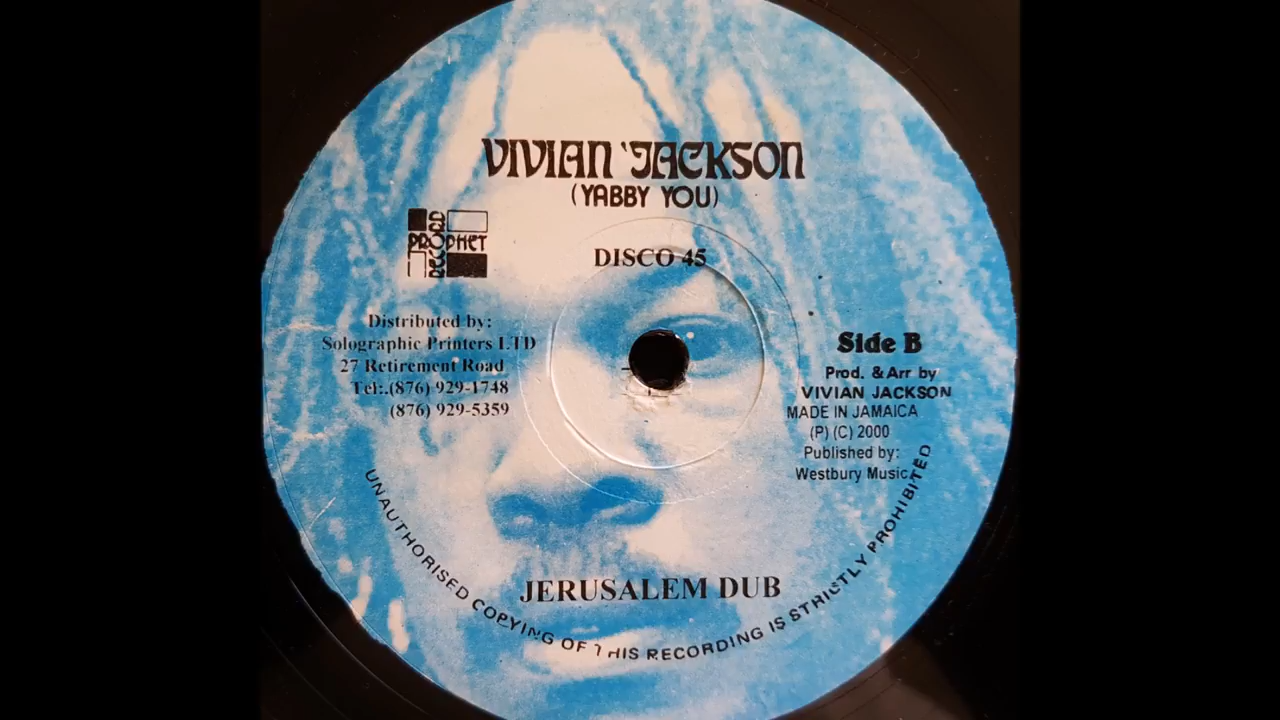 VIVIAN 'JACKSON
(YABBY YOU)
PROPHET
RECORD
DISCO 45
Distributed by:
Solographic Printers LTD
27 Retirement Road
Tel:.(876) 929-1748
(876) 929-5359
Side B
Prod. & Arr by
VIVIAN JACKSON
MADE IN JAMAICA
(P) (C) 2000
Published by:
Westbury Music
JERUSALEM DUB
UNAUTHORISED COPYING OF THIS RECORDING IS STRICTLY PROHIBITED